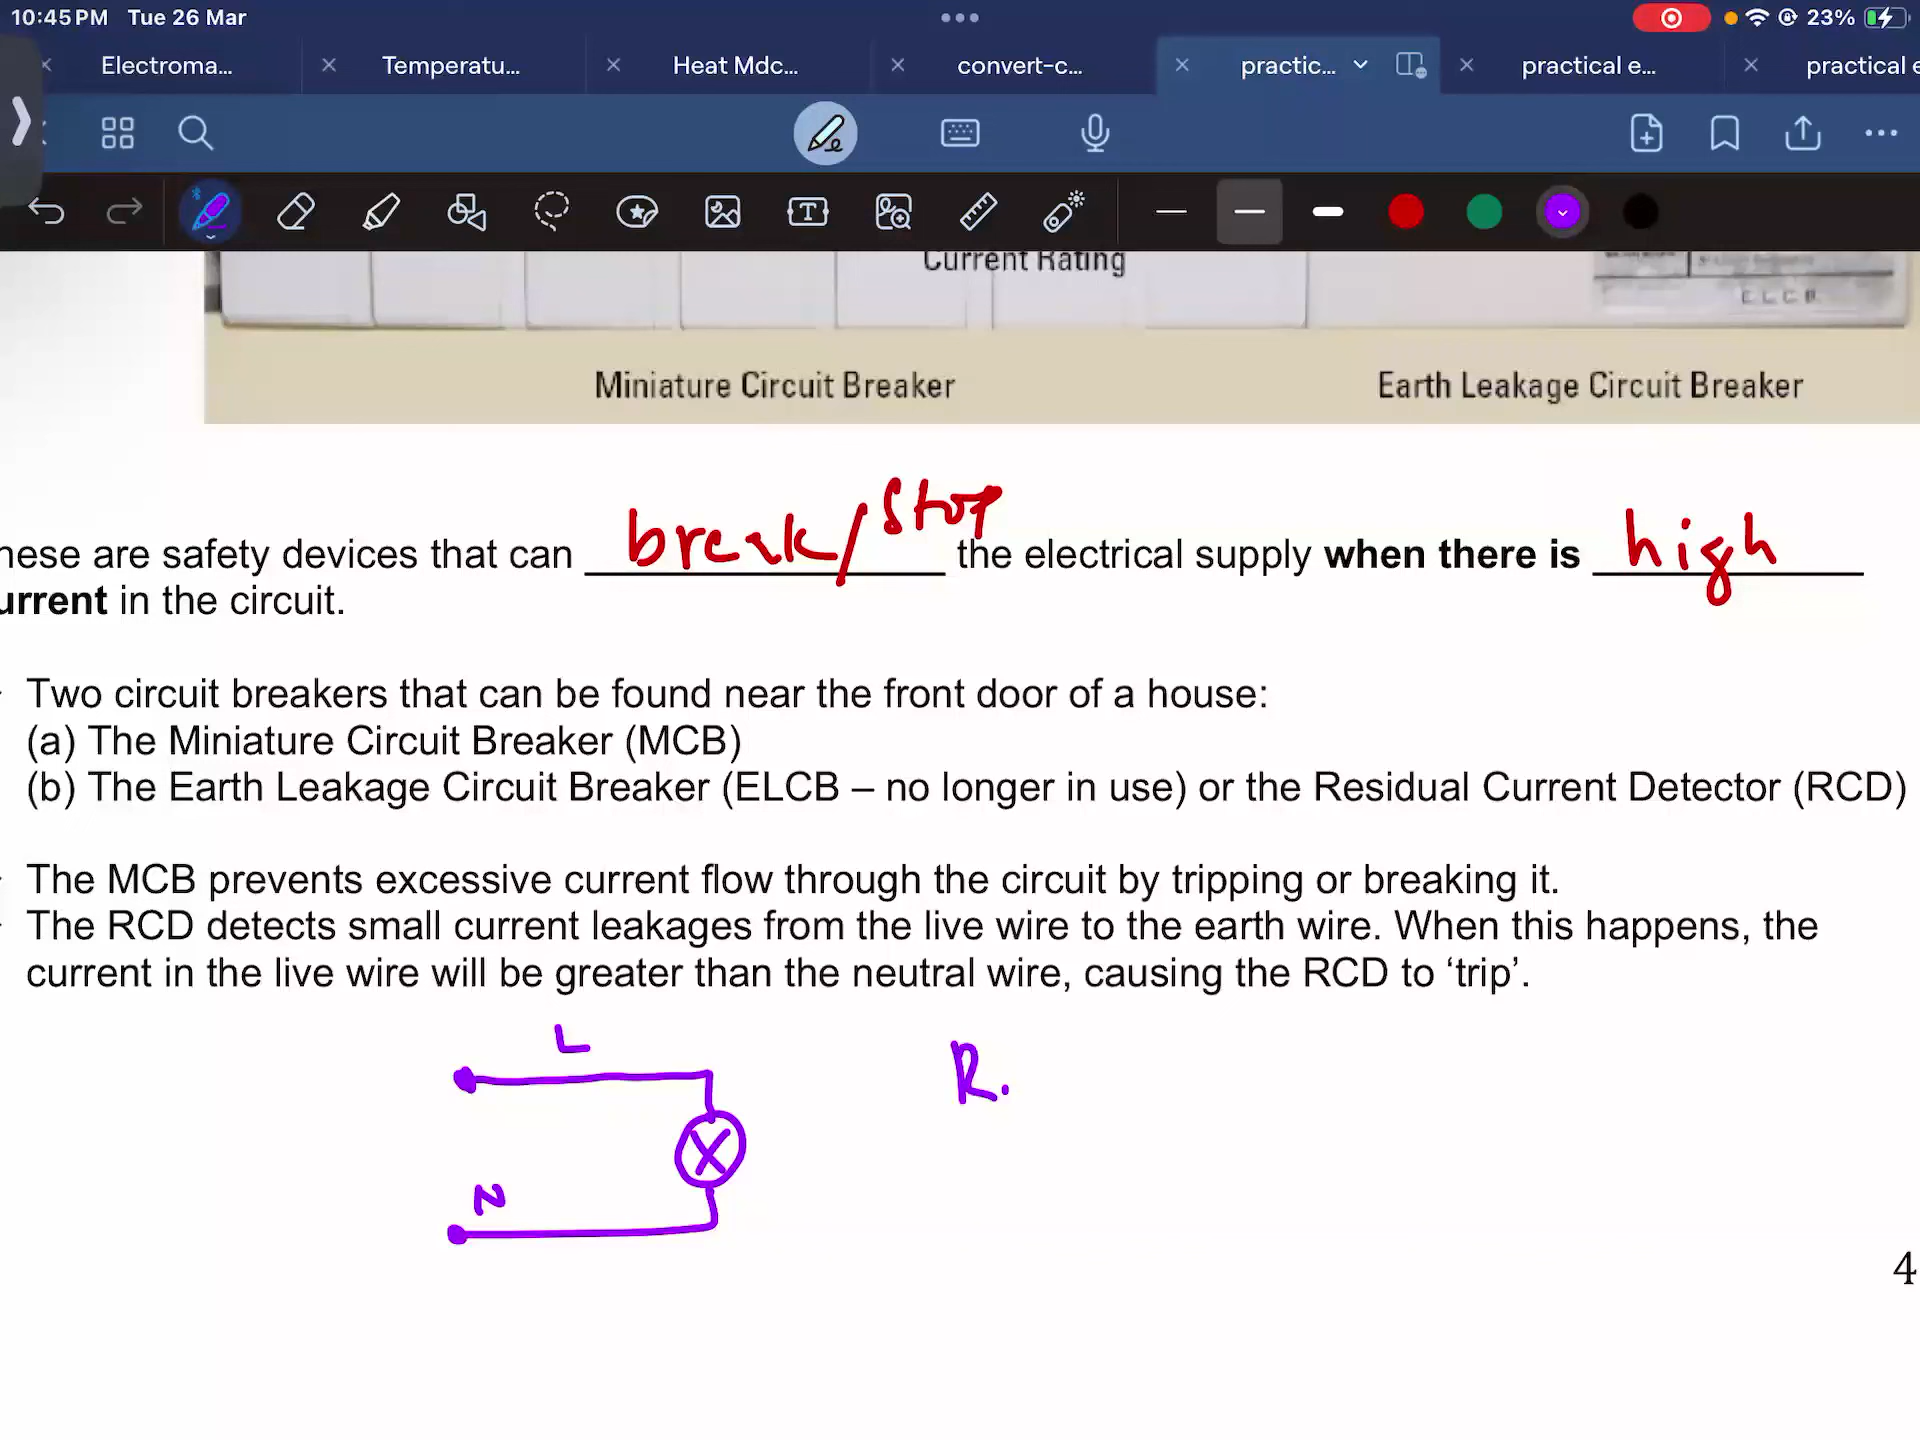 10:45 PM Tue 26 Mar
23%
Electroma...
Temperatu...
Heat Mdc...
convert-c...
practic...
practical e...
practical e
Current Rating
E L C B
Miniature Circuit Breaker
Earth Leakage Circuit Breaker
hese are safety devices that can break/stop the electrical supply when there is high
urrent in the circuit.
Two circuit breakers that can be found near the front door of a house:
(a) The Miniature Circuit Breaker (MCB)
(b) The Earth Leakage Circuit Breaker (ELCB – no longer in use) or the Residual Current Detector (RCD)
The MCB prevents excessive current flow through the circuit by tripping or breaking it.
The RCD detects small current leakages from the live wire to the earth wire. When this happens, the
current in the live wire will be greater than the neutral wire, causing the RCD to ‘trip’.
L
R.
N
4